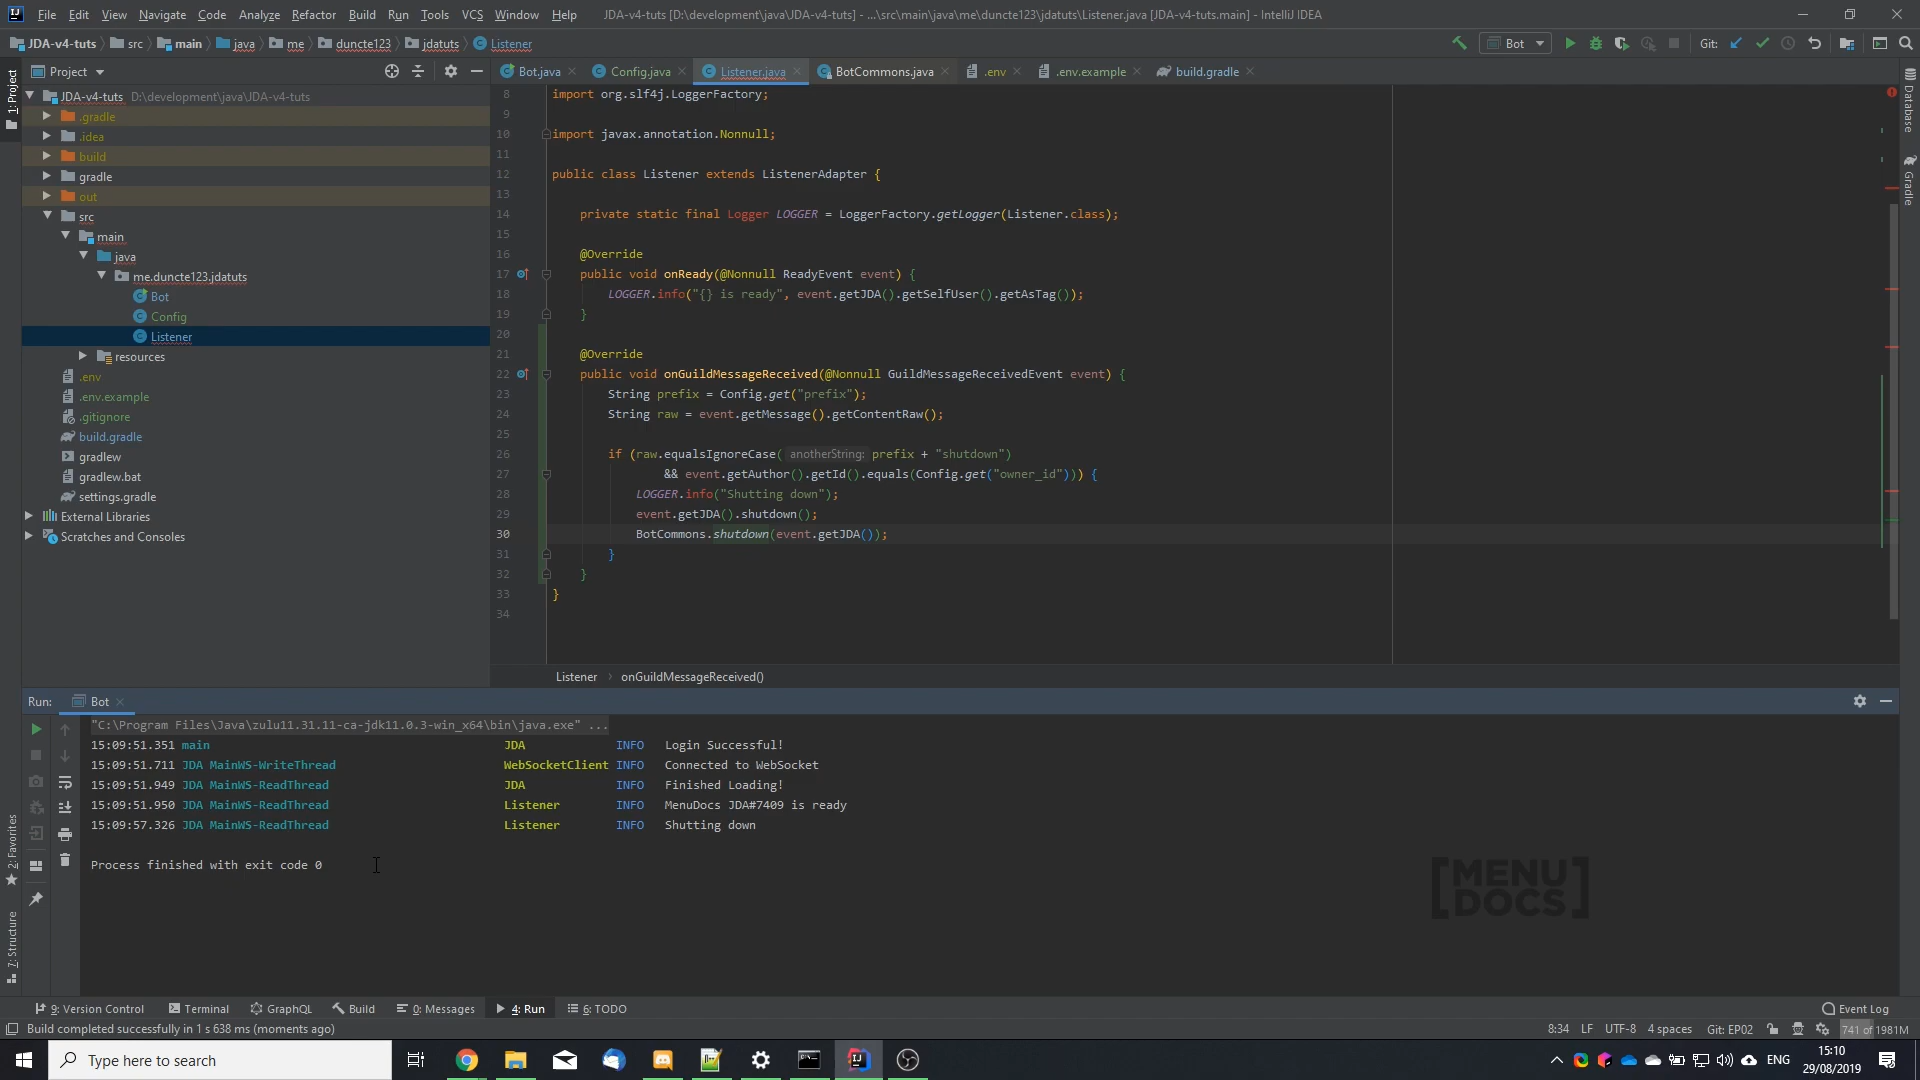 File Edit View Navigate Code Analyze Refactor Build Run Tools VCS Window Help JDA-v4-tuts [D:\development\java\JDA-v4-tuts] - ...\src\main\java\me\duncte123\jdatuts\Listener.java [JDA-v4-tuts.main] - IntelliJ IDEA
JDA-v4-tuts src main java me duncte123 jdatuts Listener Bot Git:
Project Bot.java Config.java Listener.java BotCommons.java .env .env.example build.gradle
1: Project
Database
Gradle
2: Favorites
7: Structure
JDA-v4-tuts D:\development\java\JDA-v4-tuts
.gradle
.idea
build
gradle
out
src
main
java
me.duncte123.jdatuts
Bot
Config
Listener
resources
.env
.env.example
.gitignore
build.gradle
gradlew
gradlew.bat
settings.gradle
External Libraries
Scratches and Consoles
8 import org.slf4j.LoggerFactory;
9
10 import javax.annotation.Nonnull;
11
12 public class Listener extends ListenerAdapter {
13
14 private static final Logger LOGGER = LoggerFactory.getLogger(Listener.class);
15
16 @Override
17 public void onReady(@Nonnull ReadyEvent event) {
18 LOGGER.info("{} is ready", event.getJDA().getSelfUser().getAsTag());
19 }
20
21 @Override
22 public void onGuildMessageReceived(@Nonnull GuildMessageReceivedEvent event) {
23 String prefix = Config.get("prefix");
24 String raw = event.getMessage().getContentRaw();
25
26 if (raw.equalsIgnoreCase( anotherString: prefix + "shutdown")
27 && event.getAuthor().getId().equals(Config.get("owner_id"))) {
28 LOGGER.info("Shutting down");
29 event.getJDA().shutdown();
30 BotCommons.shutdown(event.getJDA());
31 }
32 }
33 }
34
Listener onGuildMessageReceived()
Run: Bot
"C:\Program Files\Java\zulu11.31.11-ca-jdk11.0.3-win_x64\bin\java.exe" ...
15:09:51.351 main JDA INFO Login Successful!
15:09:51.711 JDA MainWS-WriteThread WebSocketClient INFO Connected to WebSocket
15:09:51.949 JDA MainWS-ReadThread JDA INFO Finished Loading!
15:09:51.950 JDA MainWS-ReadThread Listener INFO MenuDocs JDA#7409 is ready
15:09:57.326 JDA MainWS-ReadThread Listener INFO Shutting down
Process finished with exit code 0
[MENU
DOCS]
9: Version Control Terminal GraphQL Build 0: Messages 4: Run 6: TODO Event Log
Build completed successfully in 1 s 638 ms (moments ago) 8:34 LF UTF-8 4 spaces Git: EP02 741 of 1981M
Type here to search ENG 15:10
29/08/2019